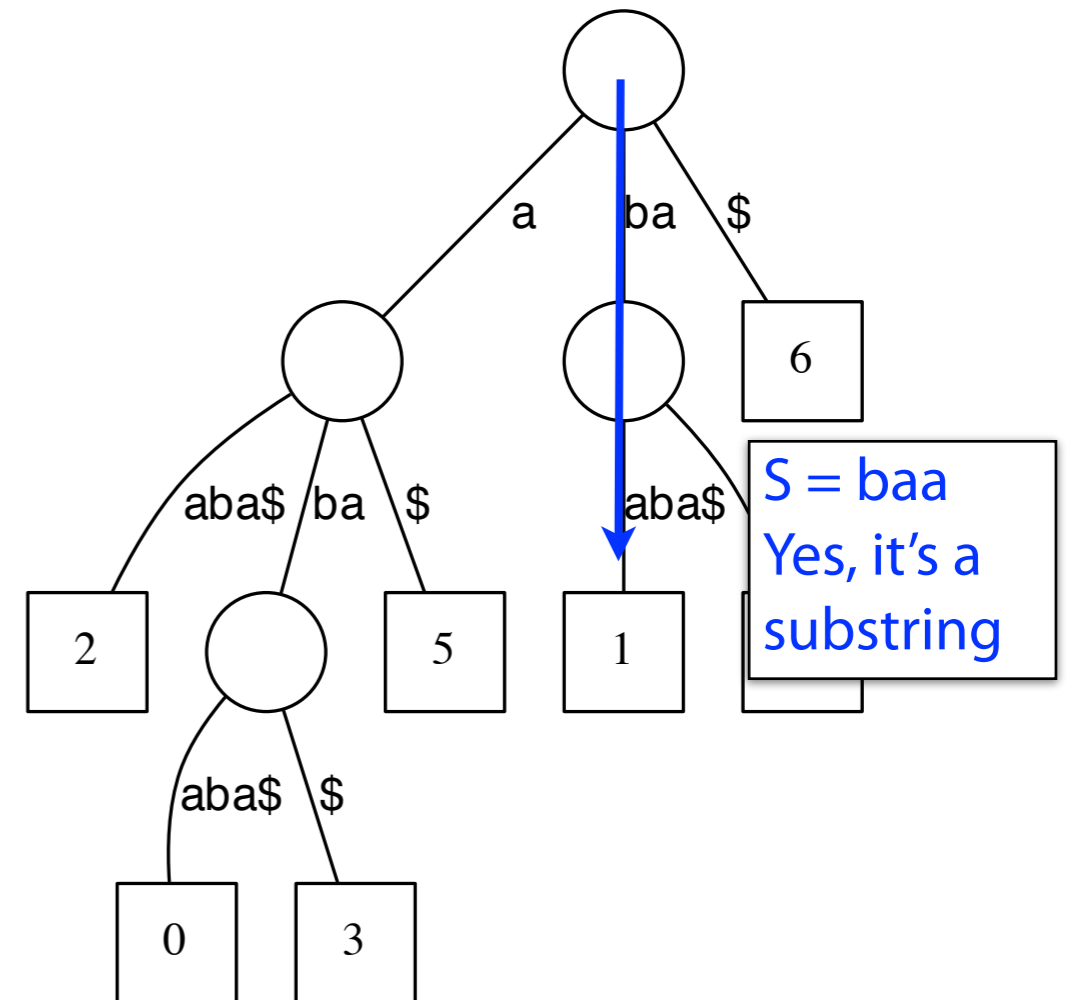 a
ba
$
6
aba$
ba
$
aba$
S = baa
Yes, it's a
substring
2
5
1
aba$
$
0
3